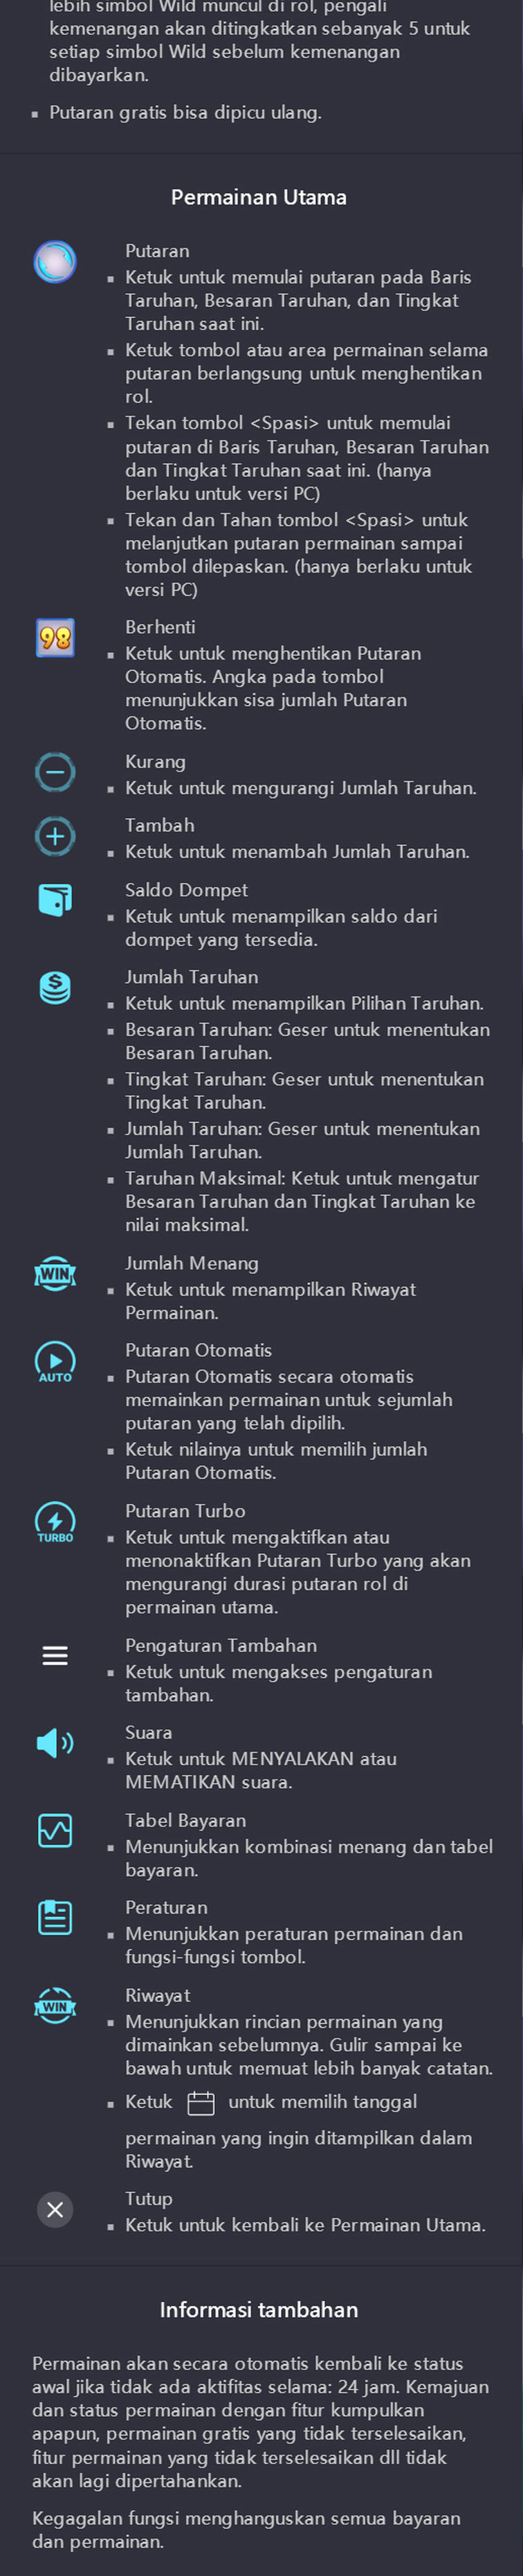 lebih simbol Wild muncul di rol, pengali
kemenangan akan ditingkatkan sebanyak 5 untuk
setiap simbol Wild sebelum kemenangan
dibayarkan.
Putaran gratis bisa dipicu ulang.
Permainan Utama
Putaran
Ketuk untuk memulai putaran pada Baris
Taruhan, Besaran Taruhan, dan Tingkat
Taruhan saat ini.
Ketuk tombol atau area permainan selama
putaran berlangsung untuk menghentikan
rol.
Tekan tombol <Spasi> untuk memulai
putaran di Baris Taruhan, Besaran Taruhan
dan Tingkat Taruhan saat ini. (hanya
berlaku untuk versi PC)
Tekan dan Tahan tombol <Spasi> untuk
melanjutkan putaran permainan sampai
tombol dilepaskan. (hanya berlaku untuk
versi PC)
98
Berhenti
Ketuk untuk menghentikan Putaran
Otomatis. Angka pada tombol
menunjukkan sisa jumlah Putaran
Otomatis.
Kurang
Ketuk untuk mengurangi Jumlah Taruhan.
Tambah
Ketuk untuk menambah Jumlah Taruhan.
Saldo Dompet
Ketuk untuk menampilkan saldo dari
dompet yang tersedia.
Jumlah Taruhan
Ketuk untuk menampilkan Pilihan Taruhan.
Besaran Taruhan: Geser untuk menentukan
Besaran Taruhan.
Tingkat Taruhan: Geser untuk menentukan
Tingkat Taruhan.
Jumlah Taruhan: Geser untuk menentukan
Jumlah Taruhan.
Taruhan Maksimal: Ketuk untuk mengatur
Besaran Taruhan dan Tingkat Taruhan ke
nilai maksimal.
WIN
Jumlah Menang
Ketuk untuk menampilkan Riwayat
Permainan.
AUTO
Putaran Otomatis
Putaran Otomatis secara otomatis
memainkan permainan untuk sejumlah
putaran yang telah dipilih.
Ketuk nilainya untuk memilih jumlah
Putaran Otomatis.
TURBO
Putaran Turbo
Ketuk untuk mengaktifkan atau
menonaktifkan Putaran Turbo yang akan
mengurangi durasi putaran rol di
permainan utama.
Pengaturan Tambahan
Ketuk untuk mengakses pengaturan
tambahan.
Suara
Ketuk untuk MENYALAKAN atau
MEMATIKAN suara.
Tabel Bayaran
Menunjukkan kombinasi menang dan tabel
bayaran.
Peraturan
Menunjukkan peraturan permainan dan
fungsi-fungsi tombol.
WIN
Riwayat
Menunjukkan rincian permainan yang
dimainkan sebelumnya. Gulir sampai ke
bawah untuk memuat lebih banyak catatan.
Ketuk untuk memilih tanggal
permainan yang ingin ditampilkan dalam
Riwayat.
Tutup
Ketuk untuk kembali ke Permainan Utama.
Informasi tambahan
Permainan akan secara otomatis kembali ke status
awal jika tidak ada aktifitas selama: 24 jam. Kemajuan
dan status permainan dengan fitur kumpulkan
apapun, permainan gratis yang tidak terselesaikan,
fitur permainan yang tidak terselesaikan dll tidak
akan lagi dipertahankan.
Kegagalan fungsi menghanguskan semua bayaran
dan permainan.